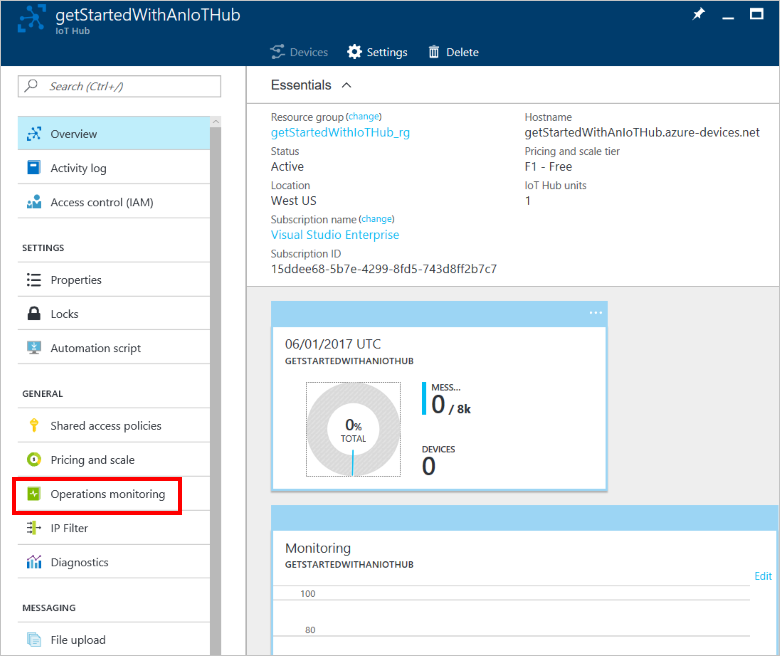 getStartedWithAnIoTHub
IoT Hub
Devices
Settings
Delete
Search (Ctrl+/)
Overview
Activity log
Access control (IAM)
SETTINGS
Properties
Locks
Automation script
GENERAL
Shared access policies
Pricing and scale
Operations monitoring
IP Filter
Diagnostics
MESSAGING
File upload
Essentials
Resource group (change)
getStartedWithIoTHub_rg
Status
Active
Location
West US
Subscription name (change)
Visual Studio Enterprise
Subscription ID
15ddee68-5b7e-4299-8fd5-743d8ff2b7c7
Hostname
getStartedWithAnIoTHub.azure-devices.net
Pricing and scale tier
F1 - Free
IoT Hub units
1
06/01/2017 UTC
GETSTARTEDWITHANIOTHUB
0%
TOTAL
MESS...
0 / 8k
DEVICES
0
Monitoring
GETSTARTEDWITHANIOTHUB
Edit
100
80